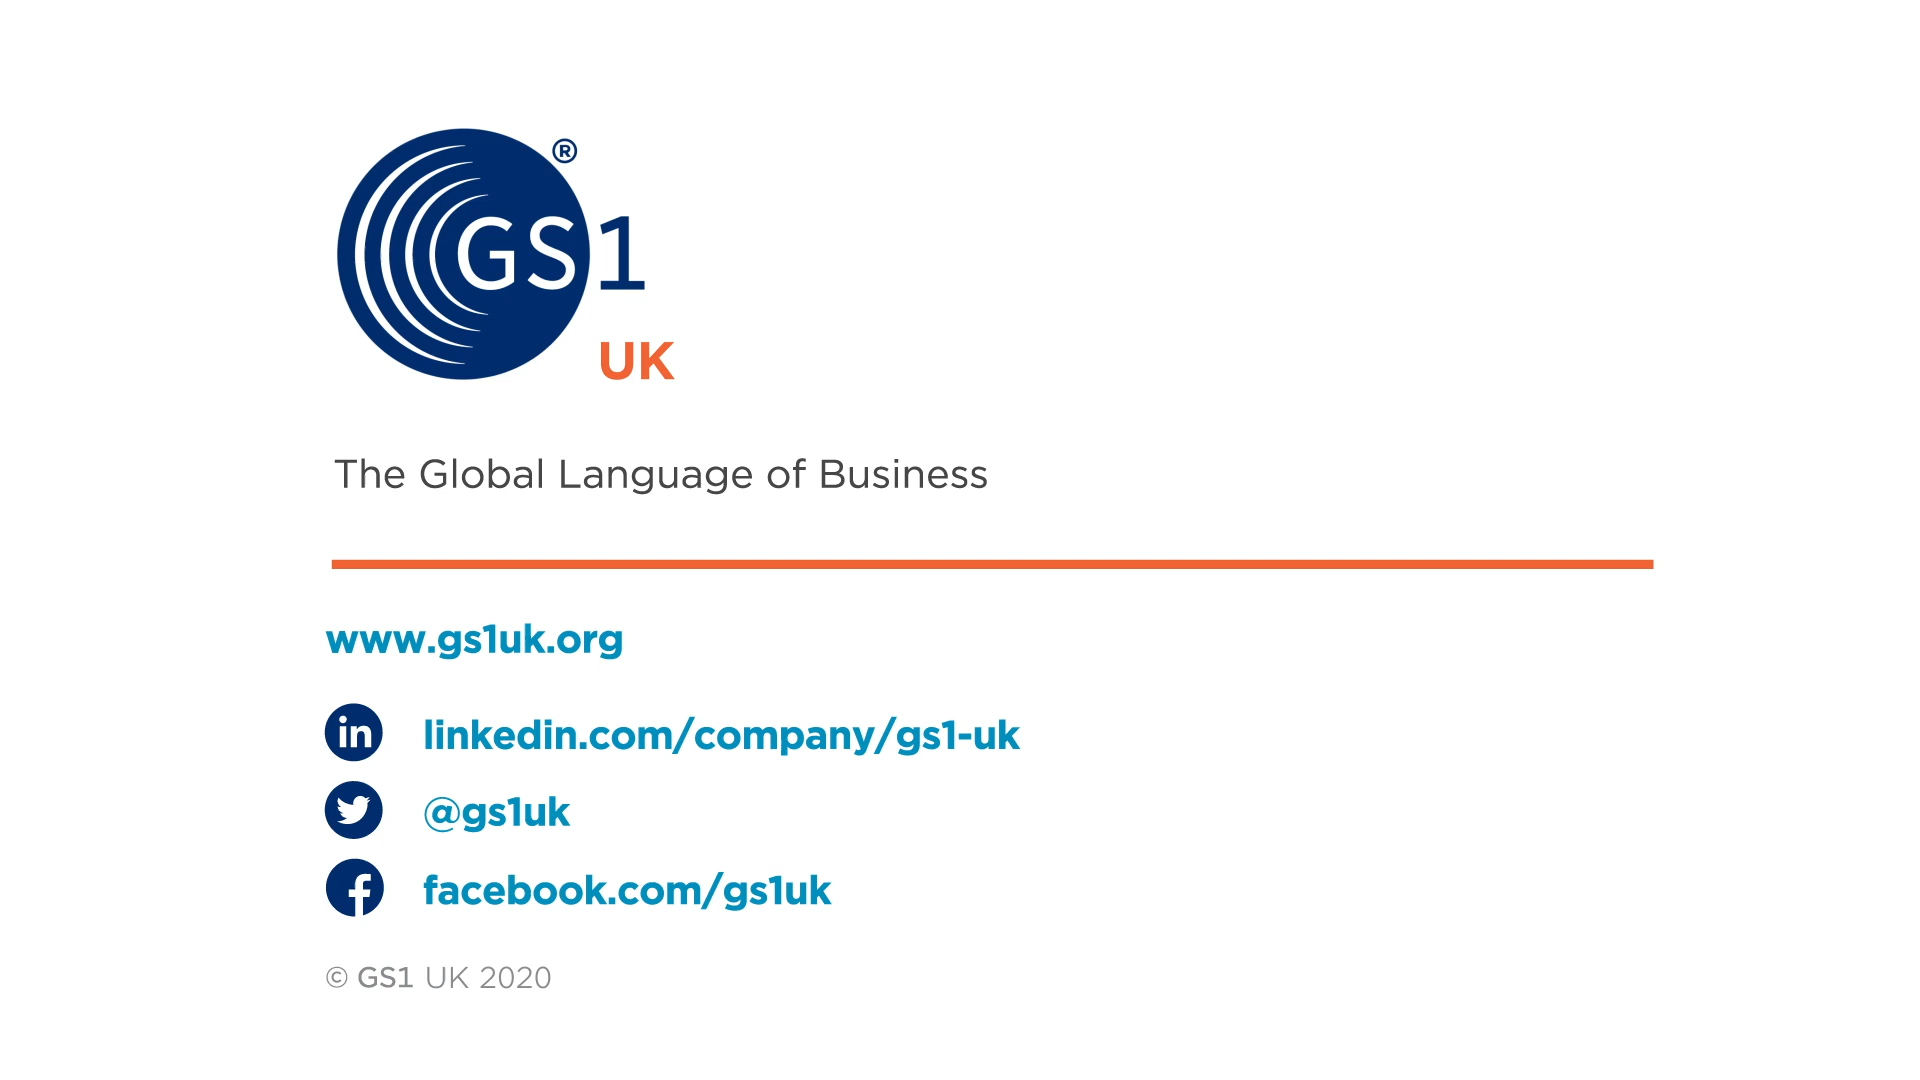 GS1®
UK
The Global Language of Business
www.gs1uk.org
in linkedin.com/company/gs1-uk
@gs1uk
f facebook.com/gs1uk
© GS1 UK 2020